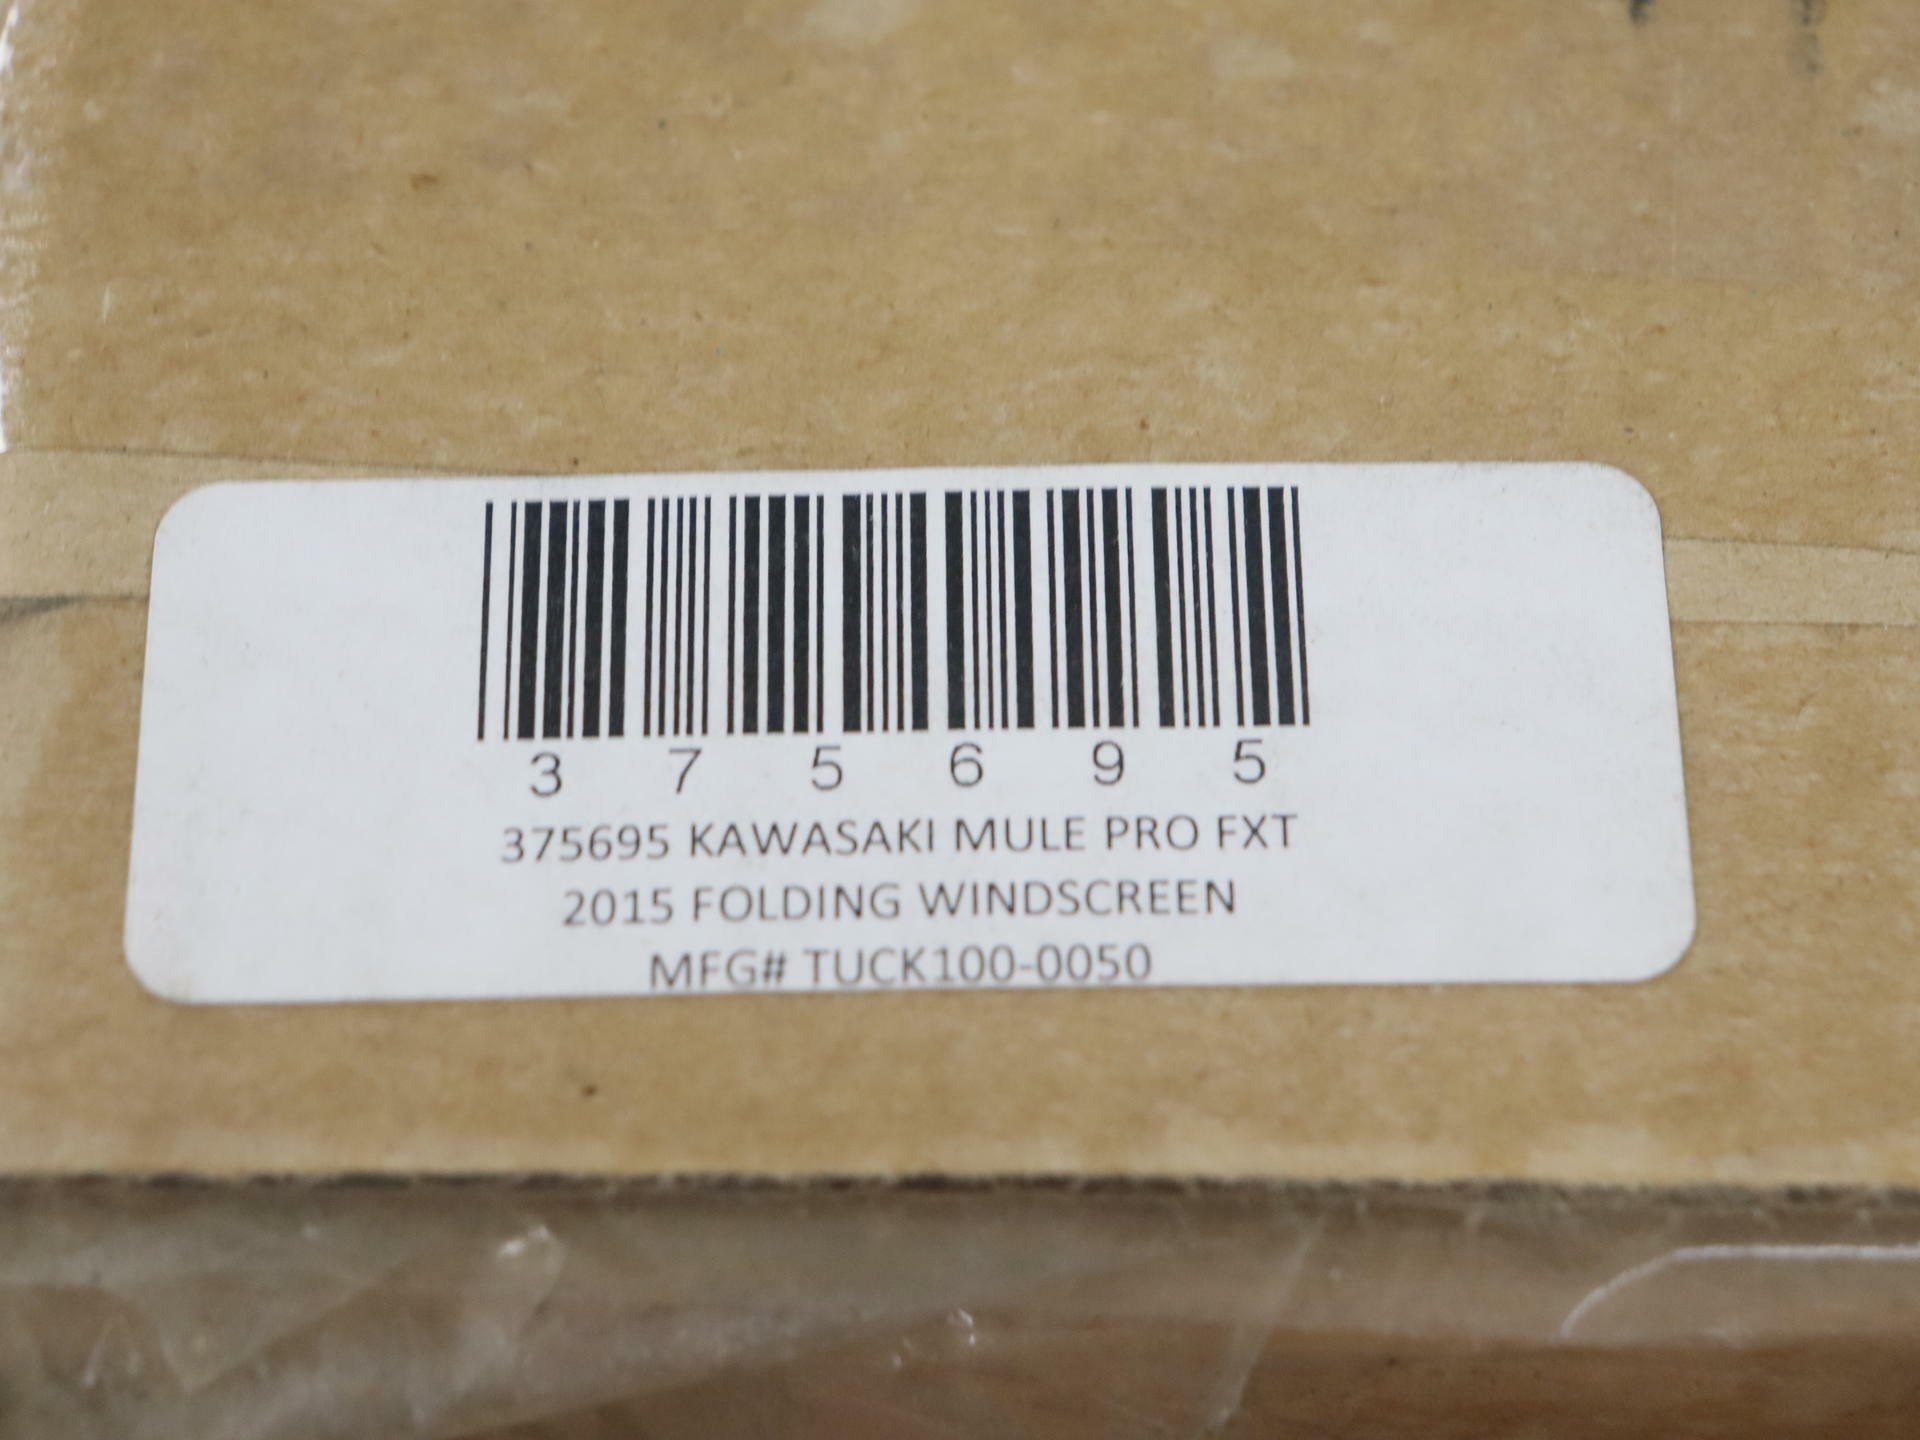 3 7 5 6 9 5
375695 KAWASAKI MULE PRO FXT
2015 FOLDING WINDSCREEN
MFG# TUCK100-0050